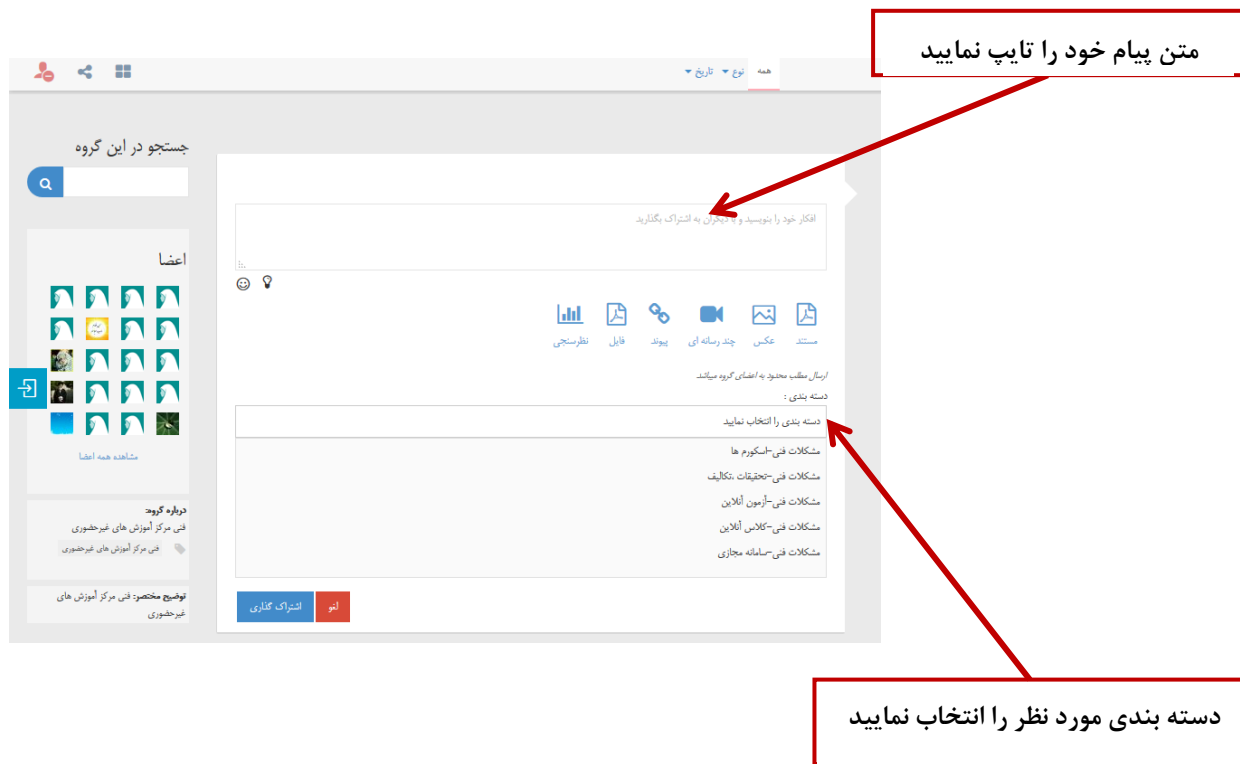 متن پیام خود را تایپ نمایید
همه نوع تاریخ
جستجو در این گروه
افکار خود را بنویسید و با دیگران به اشتراک بگذارید
اعضا
مستند عکس چند رسانه ای پیوند فایل نظرسنجی
ارسال مطلب محدود به اعضای گروه میباشد.
دسته بندی :
دسته بندی را انتخاب نمایید
مشکلات فنی-اسکورم ها
مشکلات فنی-تحقیقات ،تکالیف
مشکلات فنی-آزمون آنلاین
مشکلات فنی-کلاس آنلاین
مشکلات فنی-سامانه مجازی
لغو اشتراک گذاری
مشاهده همه اعضا
درباره گروه:
فنی مرکز آموزش های غیرحضوری
فنی مرکز آموزش های غیرحضوری
توضیح مختصر: فنی مرکز آموزش های
غیرحضوری
دسته بندی مورد نظر را انتخاب نمایید